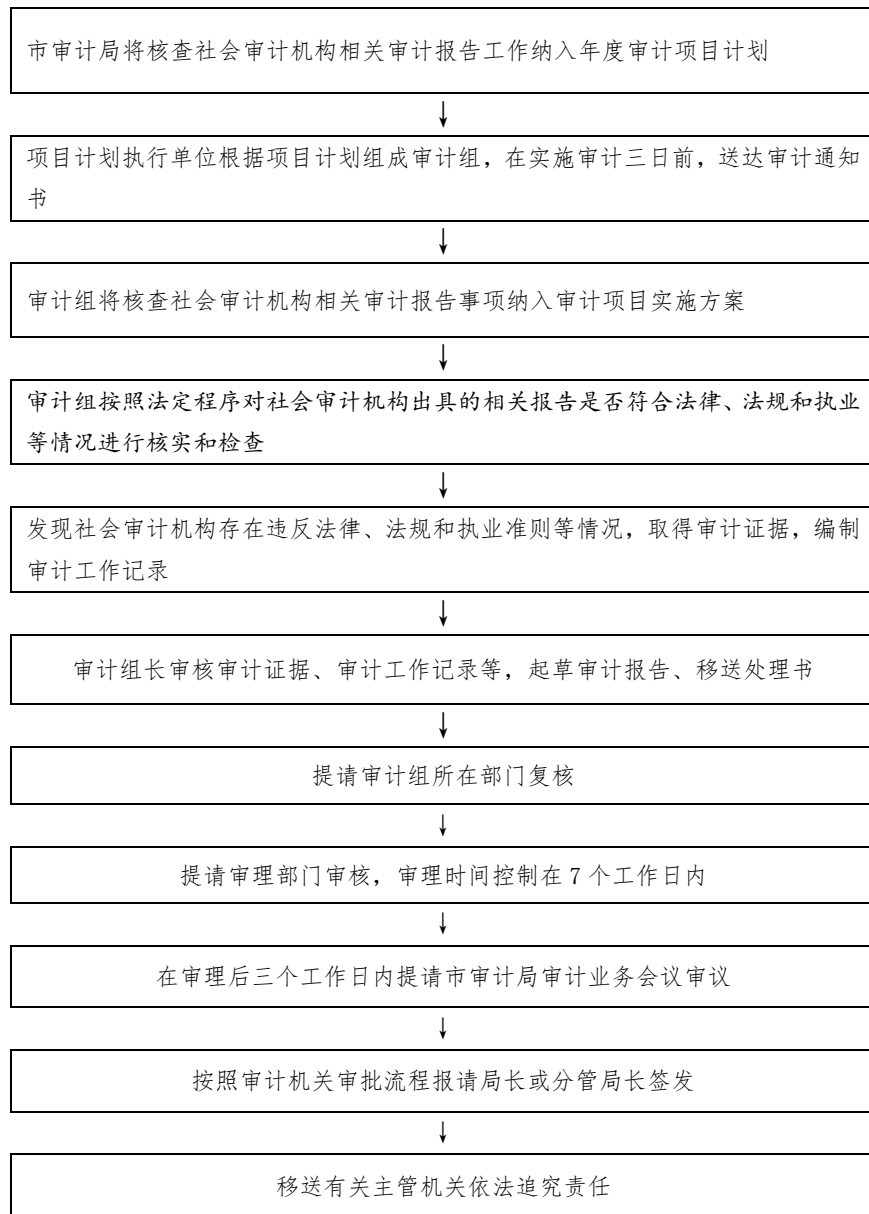 市审计局将核查社会审计机构相关审计报告工作纳入年度审计项目计划
项目计划执行单位根据项目计划组成审计组，在实施审计三日前，送达审计通知
书
审计组将核查社会审计机构相关审计报告事项纳入审计项目实施方案
审计组按照法定程序对社会审计机构出具的相关报告是否符合法律、法规和执业
等情况进行核实和检查
发现社会审计机构存在违反法律、法规和执业准则等情况，取得审计证据，编制
审计工作记录
审计组长审核审计证据、审计工作记录等，起草审计报告、移送处理书
提请审计组所在部门复核
提请审理部门审核，审理时间控制在 7 个工作日内
在审理后三个工作日内提请市审计局审计业务会议审议
按照审计机关审批流程报请局长或分管局长签发
移送有关主管机关依法追究责任